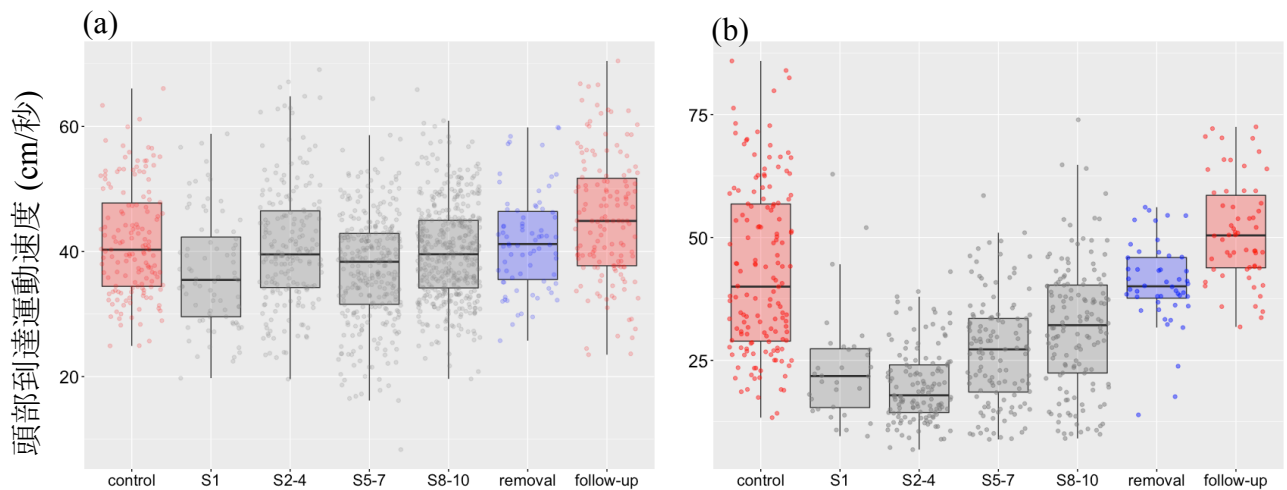 (a)
(b)
頭部到達運動速度 (cm/秒)
60
40
20
control S1 S2-4 S5-7 S8-10 removal follow-up
75
50
25
control S1 S2-4 S5-7 S8-10 removal follow-up